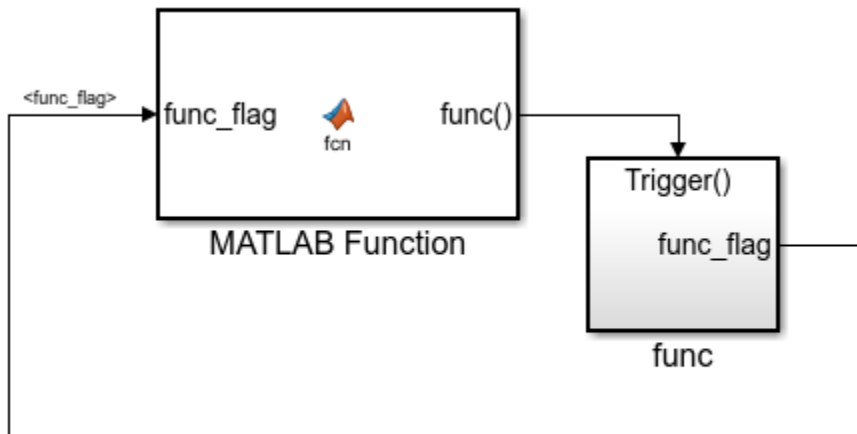 <func_flag>
func_flag
fcn
func()
MATLAB Function
Trigger()
func_flag
func